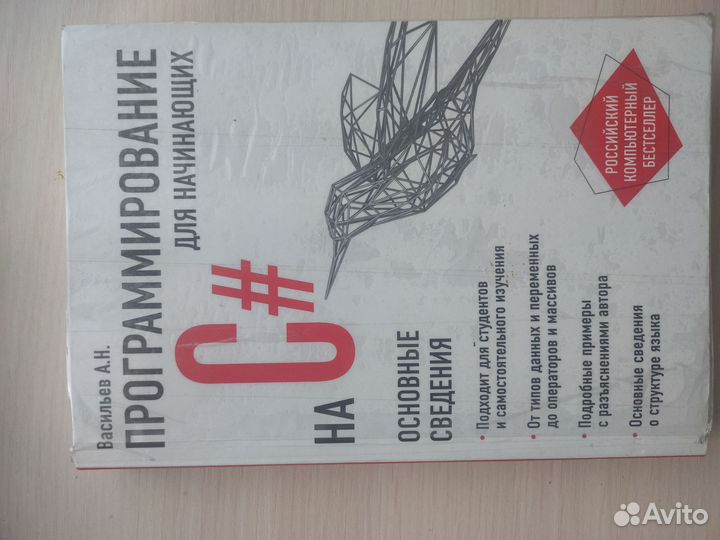 Васильев А.Н.
ПРОГРАММИРОВАНИЕ
ДЛЯ НАЧИНАЮЩИХ
НА C#
ОСНОВНЫЕ
СВЕДЕНИЯ
• Подходит для студентов
и самостоятельного изучения
• От типов данных и переменных
до операторов и массивов
• Подробные примеры
с разъяснениями автора
• Основные сведения
о структуре языка
РОССИЙСКИЙ
КОМПЬЮТЕРНЫЙ
БЕСТСЕЛЛЕР
Avito